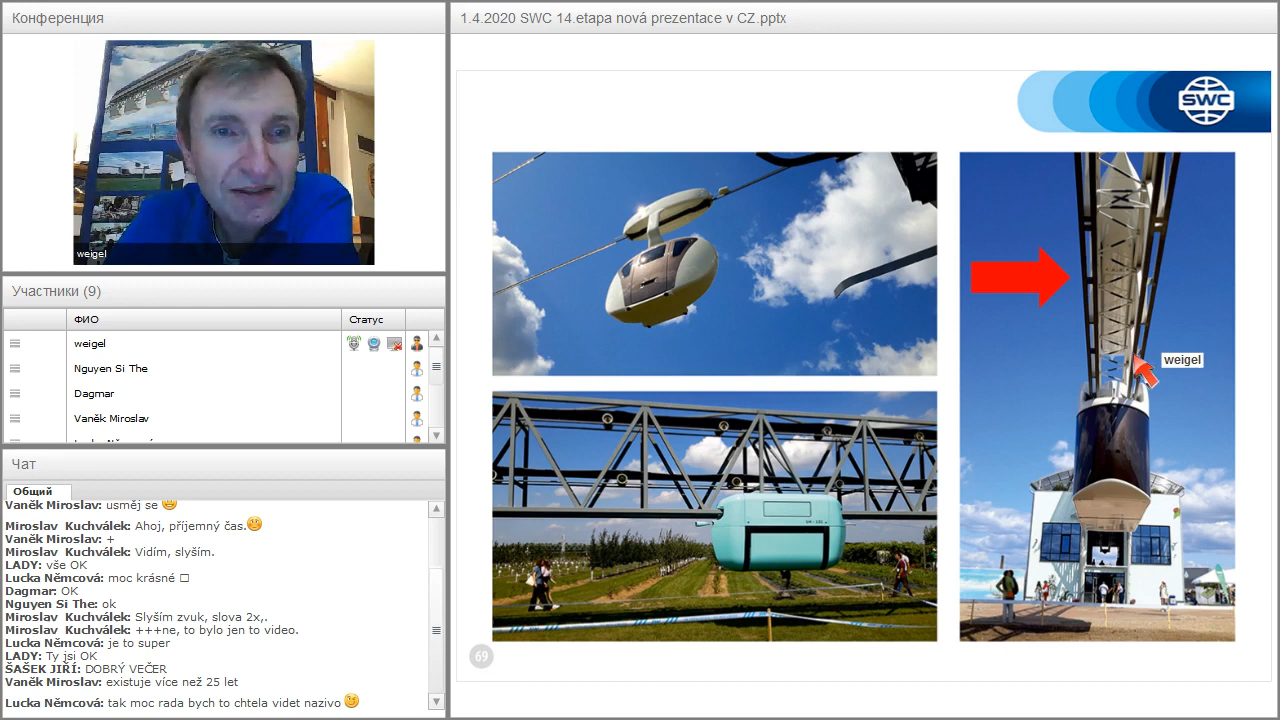 Конференция
weigel
Участники (9)
ФИО
Статус
weigel
Nguyen Si The
Dagmar
Vaněk Miroslav
Чат
Общий
Vaněk Miroslav: usměj se
Miroslav Kuchválek: Ahoj, příjemný čas.
Vaněk Miroslav: +
Miroslav Kuchválek: Vidím, slyším.
LADY: vše OK
Lucka Němcová: moc krásné □
Dagmar: OK
Nguyen Si The: ok
Miroslav Kuchválek: Slyším zvuk, slova 2x,.
Miroslav Kuchválek: +++ne, to bylo jen to video.
Lucka Němcová: je to super
LADY: Ty jsi OK
ŠAŠEK JIŘÍ: DOBRÝ VEČER
Vaněk Miroslav: existuje více než 25 let
Lucka Němcová: tak moc rada bych to chtela videt nazivo
1.4.2020 SWC 14.etapa nová prezentace v CZ.pptx
SWC
weigel
69